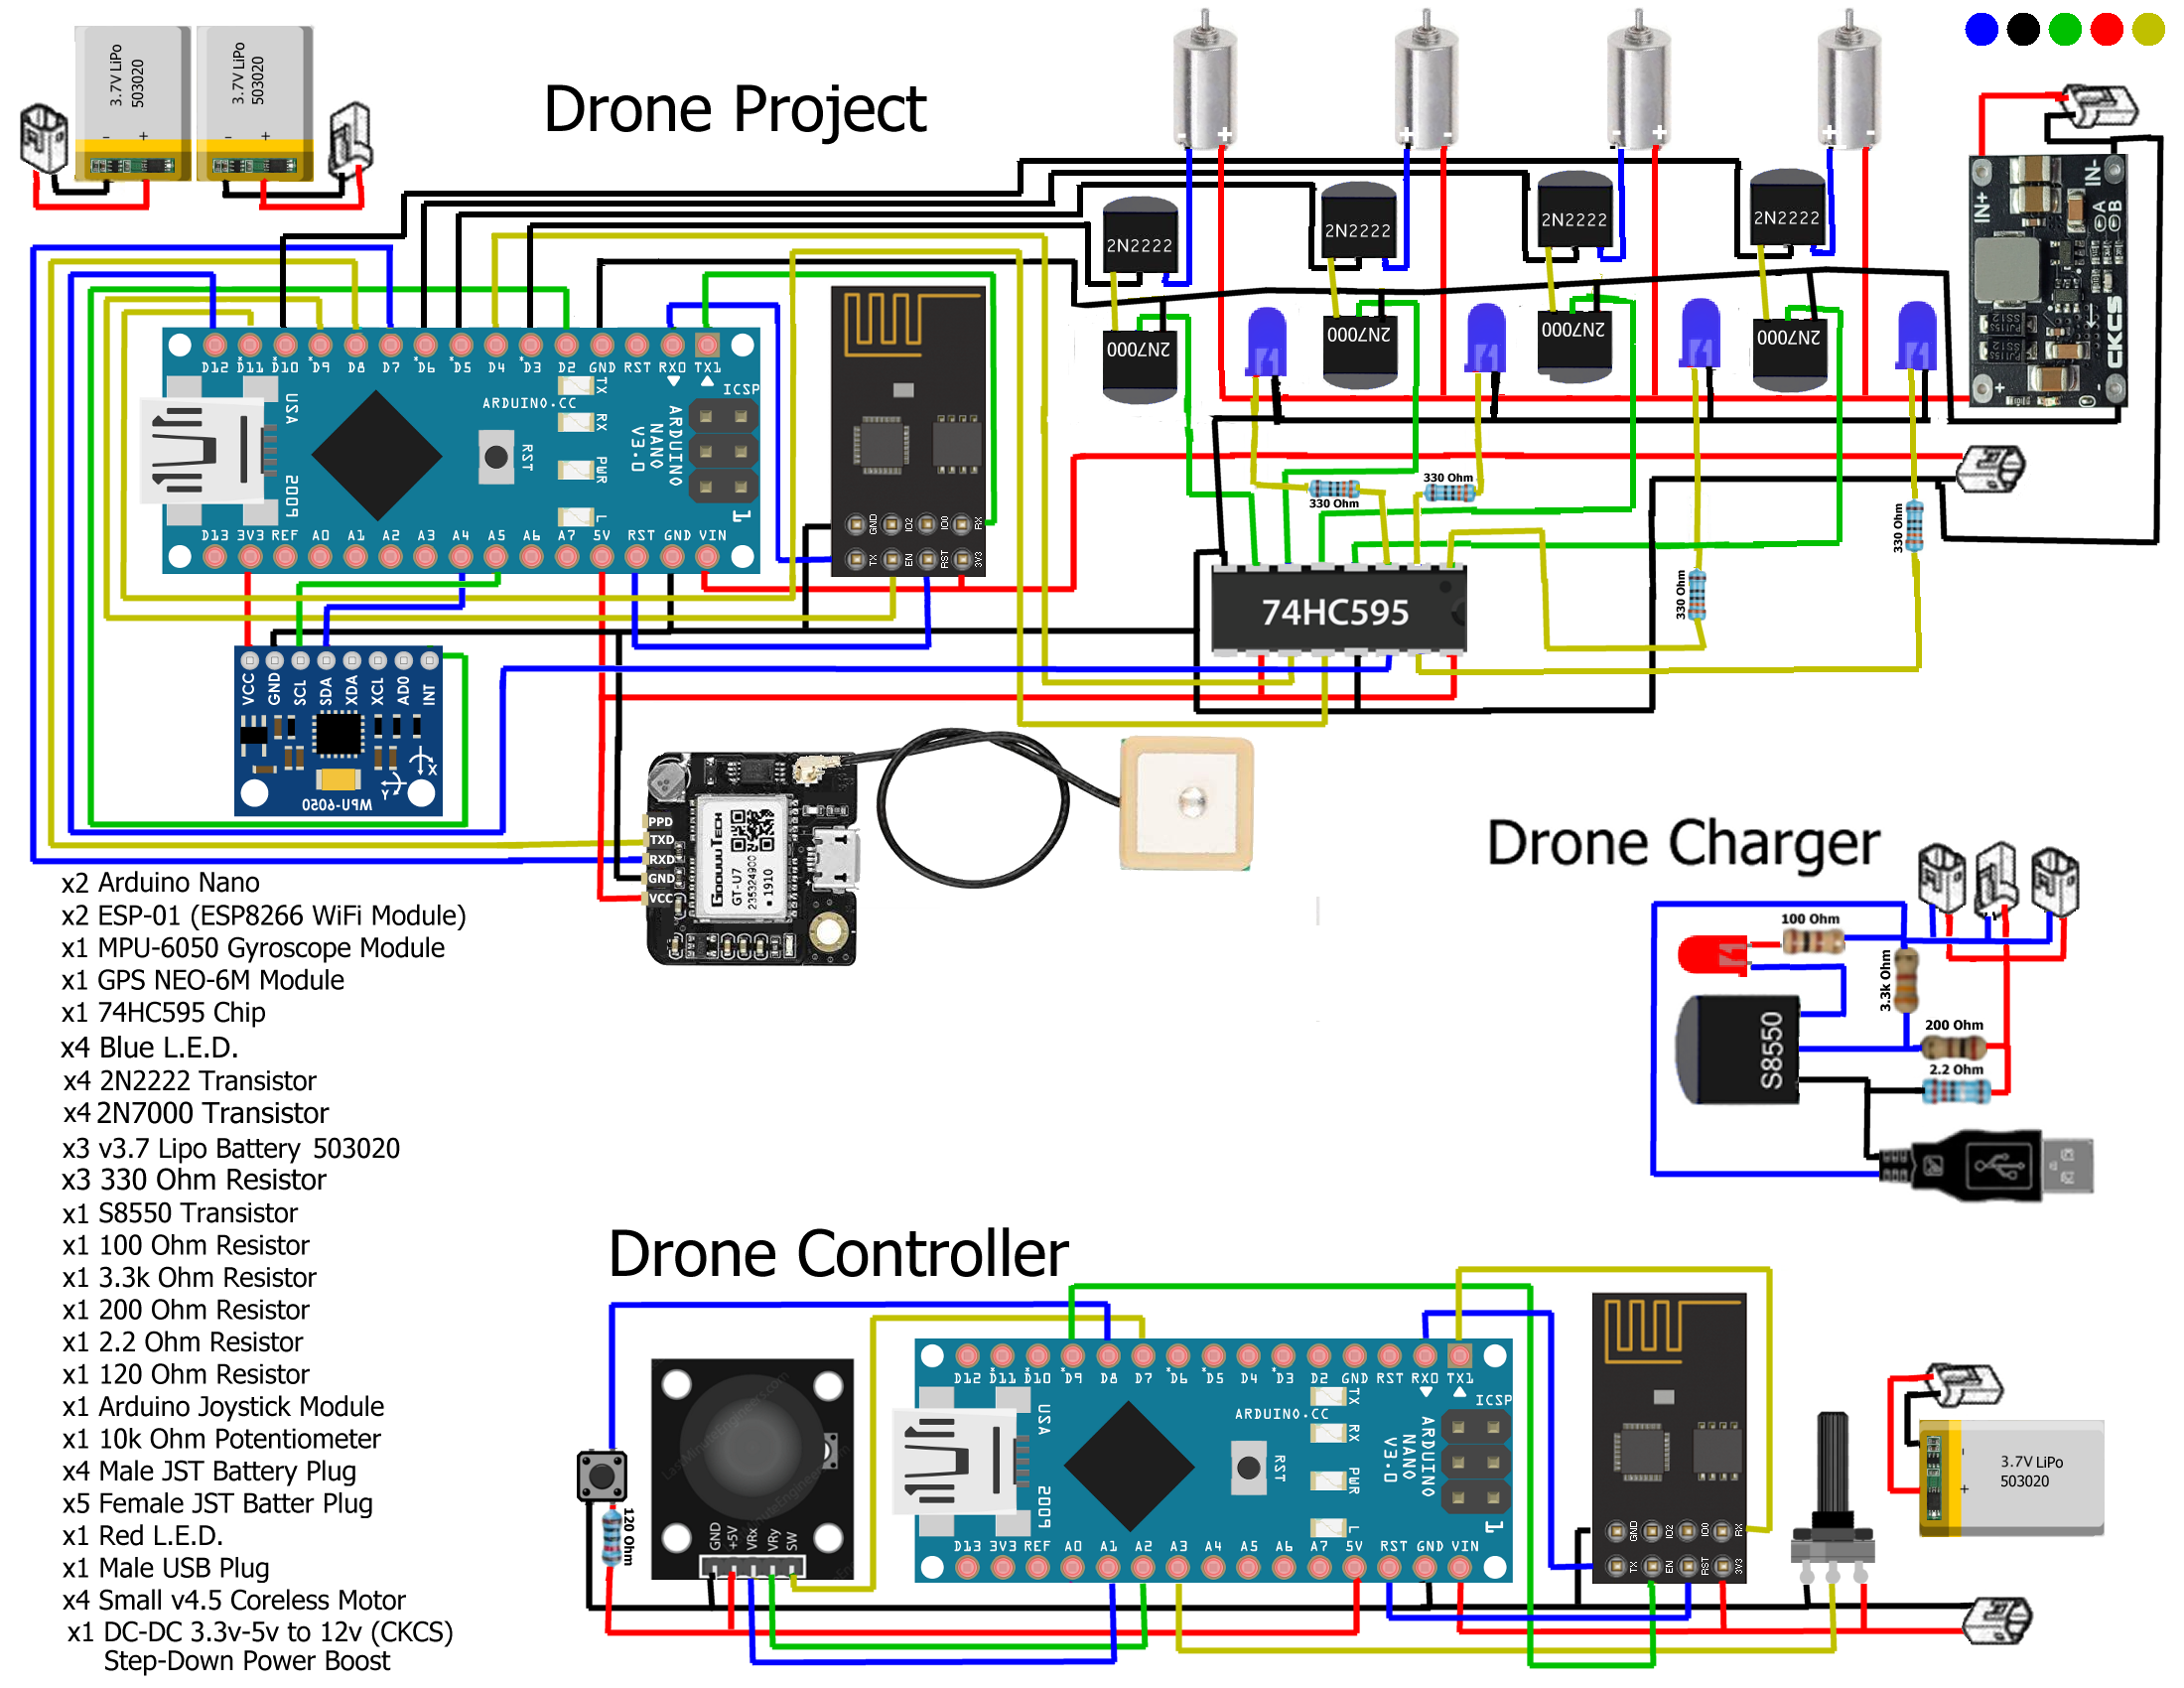 Drone Project
3.7V LiPo
503020
- +
3.7V LiPo
503020
- +
- +
+ -
- +
+ -
2N2222
2N2222
2N2222
2N2222
2N7000
2N7000
2N7000
2N7000
IN+
IN-
A
B
CKCS
+ -
D12 D11 D10 D9 D8 D7 D6 D5 D4 D3 D2 GND RST RX0 TX1
USA
2009
ARDUINO.CC
RST
TX
RX
PWR
L
ARDUINO
NANO
V3.0
ICSP
1
D13 3V3 REF A0 A1 A2 A3 A4 A5 A6 A7 5V RST GND VIN
GND IO2 IO0 RX
TX EN RST 3V3
330 Ohm
330 Ohm
330 Ohm
330 Ohm
74HC595
VCC GND SCL SDA XDA XCL AD0 INT
X
Y
MPU-6050
PPD
TXD
RXD
GND
VCC
GOOUUU TECH
GT-U7
235324900
1910
x2 Arduino Nano
x2 ESP-01 (ESP8266 WiFi Module)
x1 MPU-6050 Gyroscope Module
x1 GPS NEO-6M Module
x1 74HC595 Chip
x4 Blue L.E.D.
x4 2N2222 Transistor
x4 2N7000 Transistor
x3 v3.7 Lipo Battery 503020
x3 330 Ohm Resistor
x1 S8550 Transistor
x1 100 Ohm Resistor
x1 3.3k Ohm Resistor
x1 200 Ohm Resistor
x1 2.2 Ohm Resistor
x1 120 Ohm Resistor
x1 Arduino Joystick Module
x1 10k Ohm Potentiometer
x4 Male JST Battery Plug
x5 Female JST Batter Plug
x1 Red L.E.D.
x1 Male USB Plug
x4 Small v4.5 Coreless Motor
x1 DC-DC 3.3v-5v to 12v (CKCS)
Step-Down Power Boost
Drone Charger
100 Ohm
3.3k Ohm
200 Ohm
2.2 Ohm
S8550
Drone Controller
120 Ohm
GND +5V VRx VRy SW
D12 D11 D10 D9 D8 D7 D6 D5 D4 D3 D2 GND RST RX0 TX1
USA
2009
ARDUINO.CC
RST
TX
RX
PWR
L
ARDUINO
NANO
V3.0
ICSP
1
D13 3V3 REF A0 A1 A2 A3 A4 A5 A6 A7 5V RST GND VIN
GND IO2 IO0 RX
TX EN RST 3V3
3.7V LiPo
503020
-
+